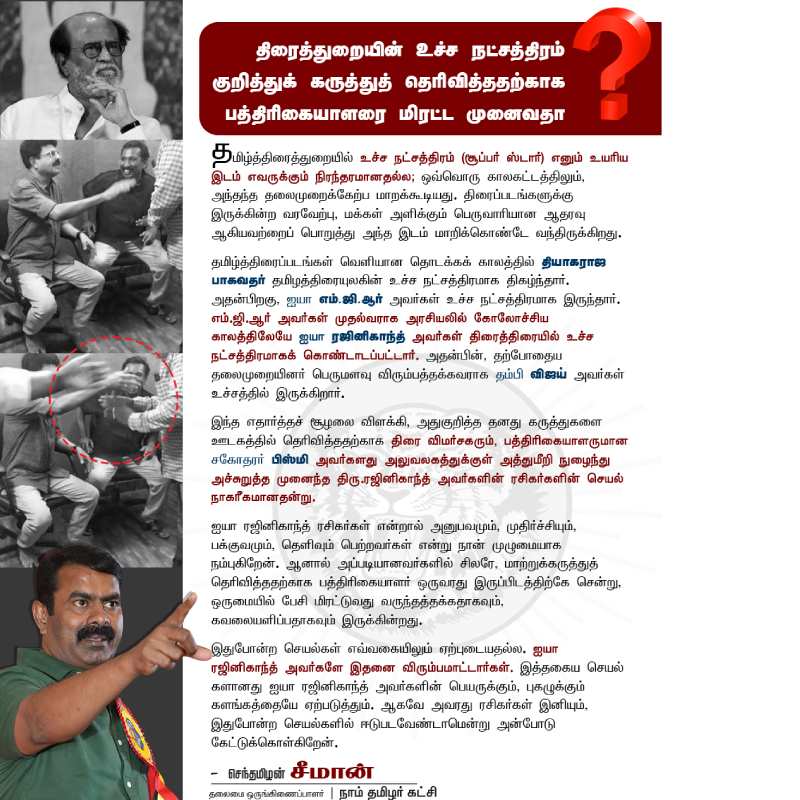 திரைத்துறையின் உச்ச நட்சத்திரம்
குறித்துக் கருத்துத் தெரிவித்ததற்காக
பத்திரிகையாளரை மிரட்ட முனைவதா
?
தமிழ்த்திரைத்துறையில் உச்ச நட்சத்திரம் (சூப்பர் ஸ்டார்) எனும் உயரிய
இடம் எவருக்கும் நிரந்தரமானதல்ல; ஒவ்வொரு காலகட்டத்திலும்,
அந்தந்த தலைமுறைக்கேற்ப மாறக்கூடியது. திரைப்படங்களுக்கு
இருக்கின்ற வரவேற்பு, மக்கள் அளிக்கும் பெருவாரியான ஆதரவு
ஆகியவற்றைப் பொறுத்து அந்த இடம் மாறிக்கொண்டே வந்திருக்கிறது.
தமிழ்த்திரைப்படங்கள் வெளியான தொடக்கக் காலத்தில் தியாகராஜ
பாகவதர் தமிழத்திரையுலகின் உச்ச நட்சத்திரமாக திகழ்ந்தார்.
அதன்பிறகு, ஐயா எம்.ஜி.ஆர் அவர்கள் உச்ச நட்சத்திரமாக இருந்தார்.
எம்.ஜி.ஆர் அவர்கள் முதல்வராக அரசியலில் கோலோச்சிய
காலத்திலேயே ஐயா ரஜினிகாந்த் அவர்கள் திரைத்திரையில் உச்ச
நட்சத்திரமாகக் கொண்டாடப்பட்டார். அதன்பின், தற்போதைய
தலைமுறையினர் பெருமளவு விரும்பத்தக்கவராக தம்பி விஜய் அவர்கள்
உச்சத்தில் இருக்கிறார்.
இந்த எதார்த்தச் சூழலை விளக்கி, அதுகுறித்த தனது கருத்துகளை
ஊடகத்தில் தெரிவித்ததற்காக திரை விமர்சகரும், பத்திரிகையாளருமான
சகோதரர் பிஸ்மி அவர்களது அலுவலகத்துக்குள் அத்துமீறி நுழைந்து
அச்சுறுத்த முனைந்த திரு.ரஜினிகாந்த் அவர்களின் ரசிகர்களின் செயல்
நாகரீகமானதன்று.
ஐயா ரஜினிகாந்த் ரசிகர்கள் என்றால் அனுபவமும், முதிர்ச்சியும்,
பக்குவமும், தெளிவும் பெற்றவர்கள் என்று நான் முழுமையாக
நம்புகிறேன். ஆனால் அப்படியானவர்களில் சிலரே, மாற்றுக்கருத்துத்
தெரிவித்ததற்காக பத்திரிகையாளர் ஒருவரது இருப்பிடத்திற்கே சென்று,
ஒருமையில் பேசி மிரட்டுவது வருந்தத்தக்கதாகவும்,
கவலையளிப்பதாகவும் இருக்கின்றது.
இதுபோன்ற செயல்கள் எவ்வகையிலும் ஏற்புடையதல்ல. ஐயா
ரஜினிகாந்த் அவர்களே இதனை விரும்பமாட்டார்கள். இத்தகைய செயல்
களானது ஐயா ரஜினிகாந்த் அவர்களின் பெயருக்கும், புகழுக்கும்
களங்கத்தையே ஏற்படுத்தும். ஆகவே அவரது ரசிகர்கள் இனியும்,
இதுபோன்ற செயல்களில் ஈடுபடவேண்டாமென்று அன்போடு
கேட்டுக்கொள்கிறேன்.
- செந்தமிழன் சீமான்
தலைமை ஒருங்கிணைப்பாளர் | நாம் தமிழர் கட்சி